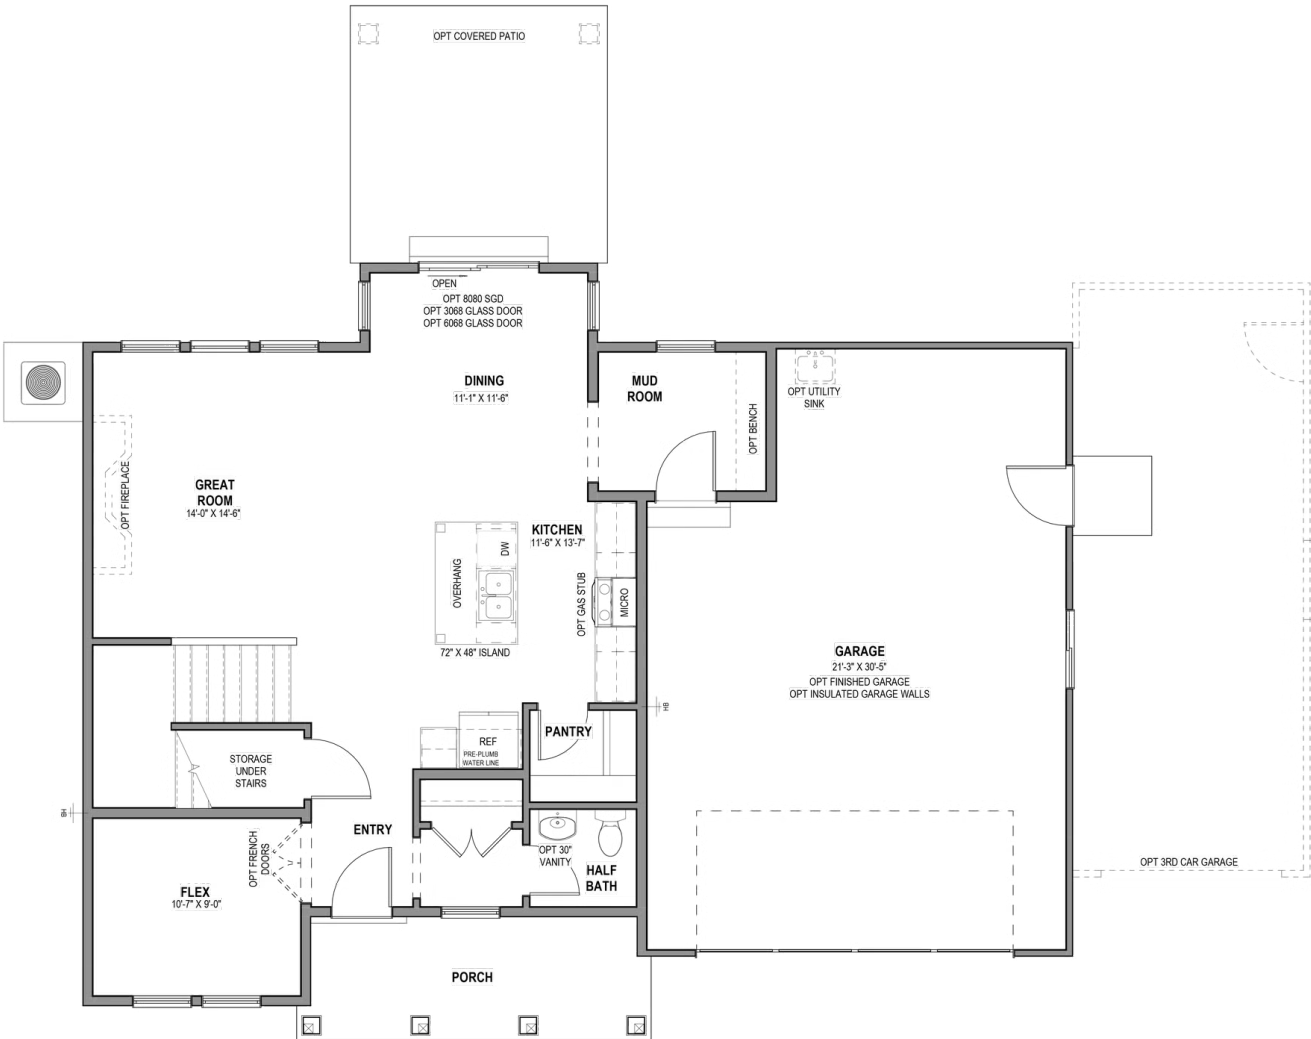 OPT COVERED PATIO
OPEN
OPT 8080 SGD
OPT 3068 GLASS DOOR
OPT 6068 GLASS DOOR
DINING
11'-1" X 11'-6"
MUD
ROOM
OPT BENCH
OPT UTILITY
SINK
GREAT
ROOM
14'-0" X 14'-6"
OPT FIREPLACE
KITCHEN
11'-6" X 13'-7"
DW
OVERHANG
OPT GAS STUB
MICRO
72" X 48" ISLAND
GARAGE
21'-3" X 30'-5"
OPT FINISHED GARAGE
OPT INSULATED GARAGE WALLS
HB
PANTRY
REF
PRE-PLUMB
WATER LINE
STORAGE
UNDER
STAIRS
HB
ENTRY
OPT FRENCH
DOORS
OPT 30"
VANITY
HALF
BATH
FLEX
10'-7" X 9'-0"
OPT 3RD CAR GARAGE
PORCH